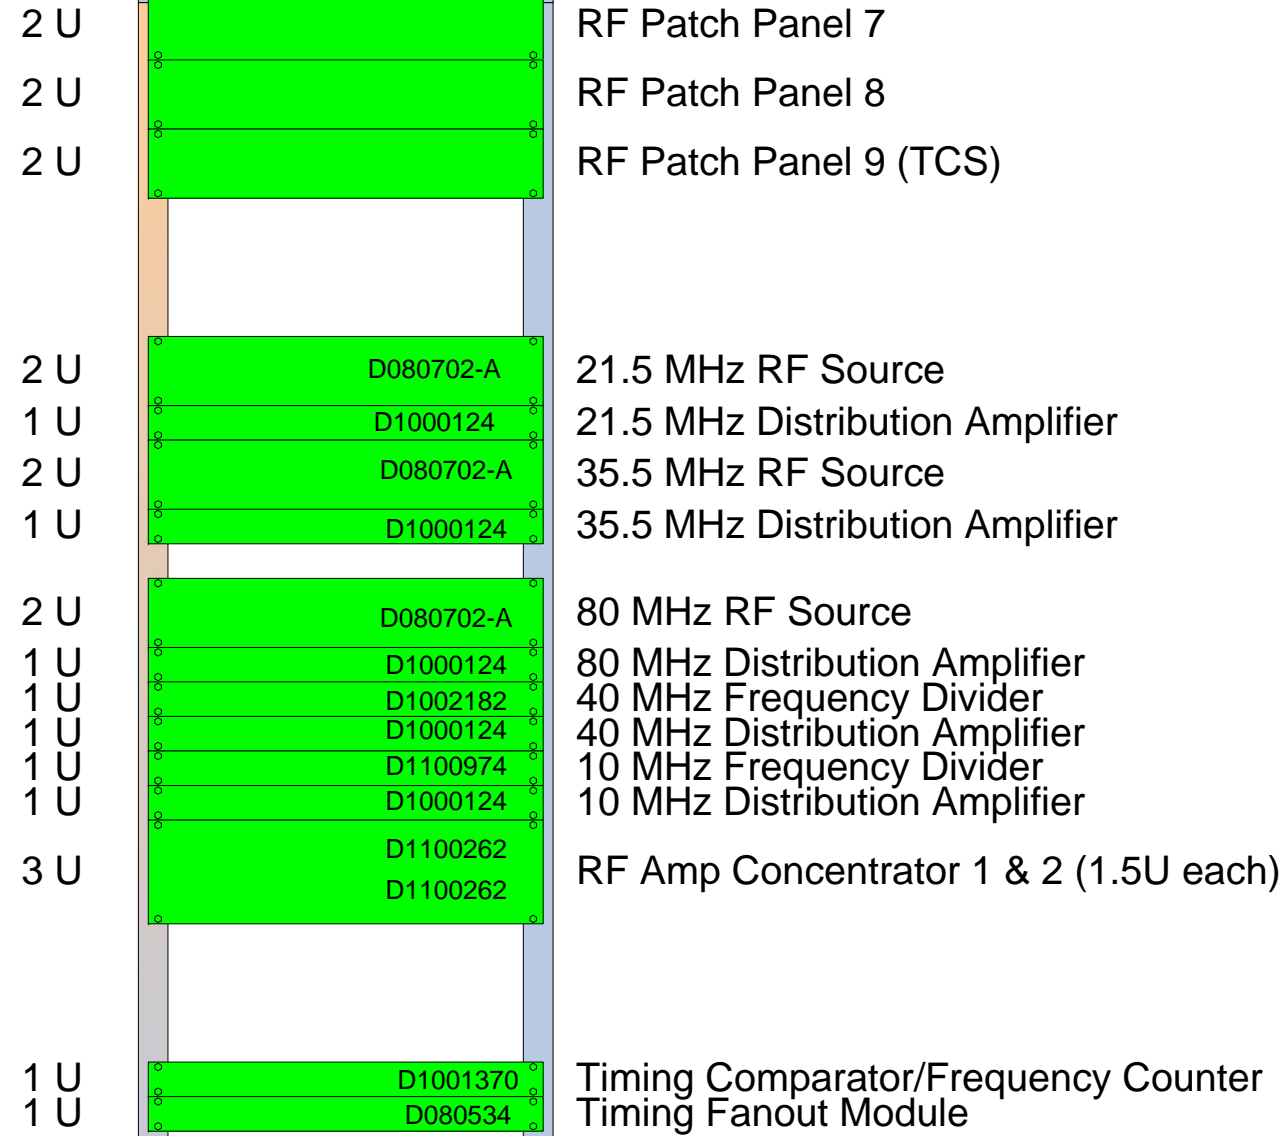 2 U RF Patch Panel 7
2 U RF Patch Panel 8
2 U RF Patch Panel 9 (TCS)
2 U D080702-A 21.5 MHz RF Source
1 U D1000124 21.5 MHz Distribution Amplifier
2 U D080702-A 35.5 MHz RF Source
1 U D1000124 35.5 MHz Distribution Amplifier
2 U D080702-A 80 MHz RF Source
1 U D1000124 80 MHz Distribution Amplifier
1 U D1002182 40 MHz Frequency Divider
1 U D1000124 40 MHz Distribution Amplifier
1 U D1100974 10 MHz Frequency Divider
1 U D1000124 10 MHz Distribution Amplifier
D1100262
3 U RF Amp Concentrator 1 & 2 (1.5U each)
D1100262
1 U D1001370 Timing Comparator/Frequency Counter
1 U D080534 Timing Fanout Module